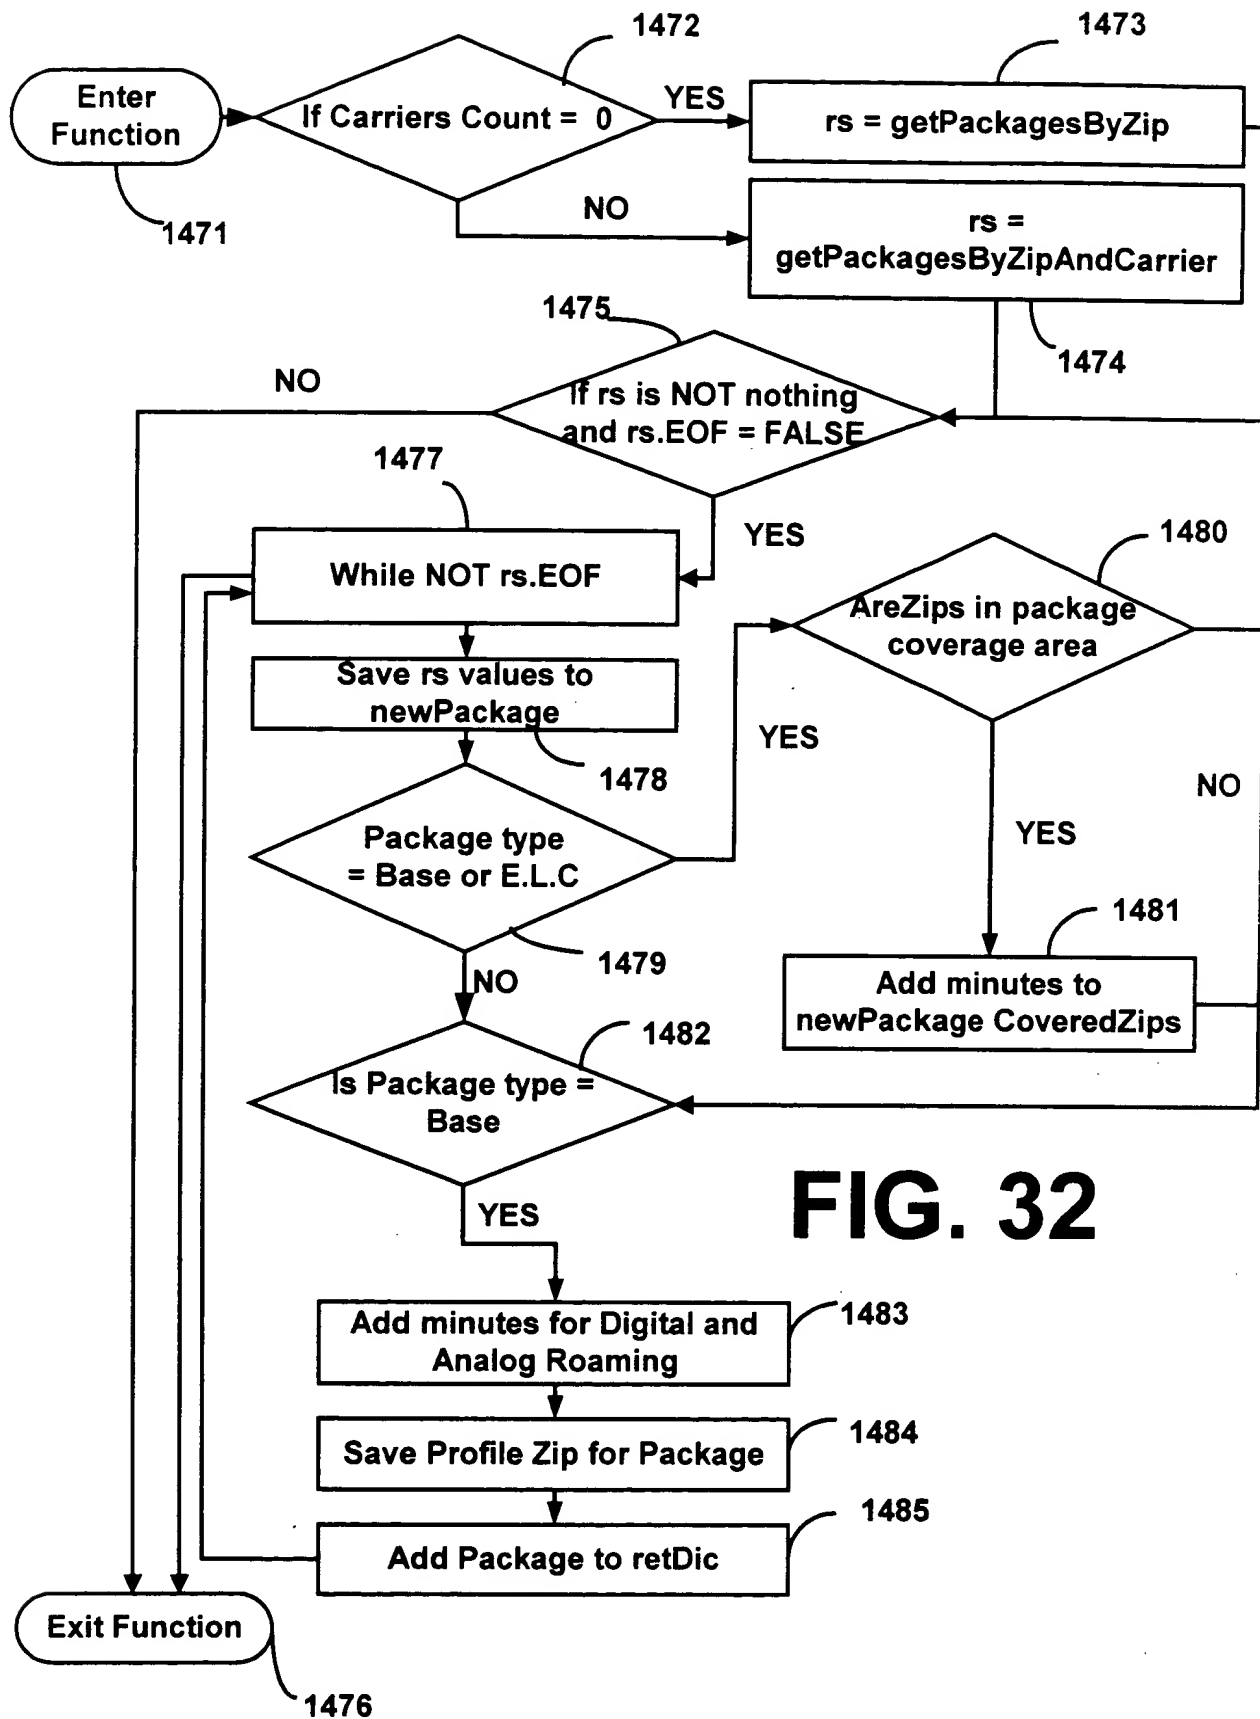 1472
1473
Enter
Function
If Carriers Count = 0
YES
rs = getPackagesByZip
1471
NO
rs =
getPackagesByZipAndCarrier
1475
1474
NO
If rs is NOT nothing
and rs.EOF = FALSE
1477
YES
1480
While NOT rs.EOF
AreZips in package
coverage area
Save rs values to
newPackage
YES
1478
NO
Package type
= Base or E.L.C
YES
1481
1479
NO
Add minutes to
newPackage CoveredZips
1482
Is Package type =
Base
FIG. 32
YES
1483
Add minutes for Digital and
Analog Roaming
1484
Save Profile Zip for Package
1485
Add Package to retDic
Exit Function
1476